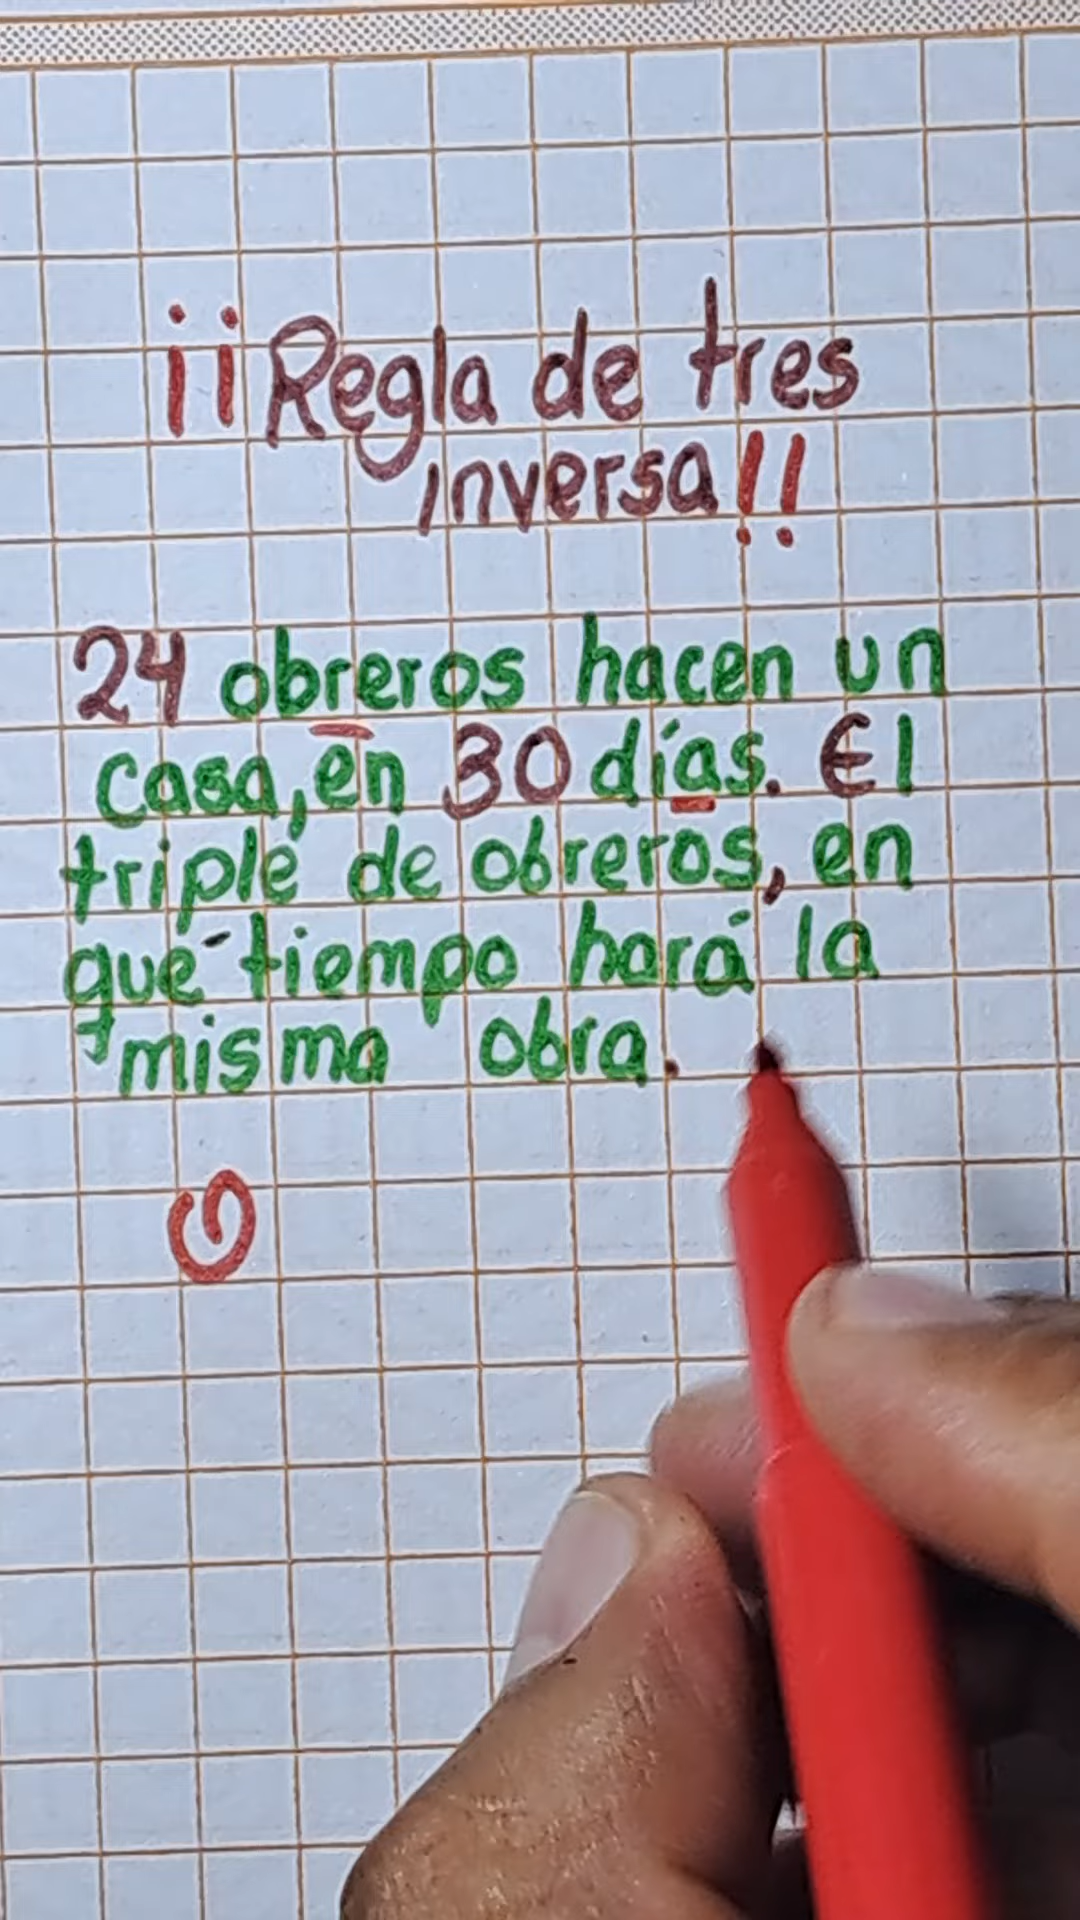 ¡¡Regla de tres
inversa!!
24 obreros hacen un
casa, en 30 días. El
triple de obreros, en
qué tiempo hará la
misma obra.
O